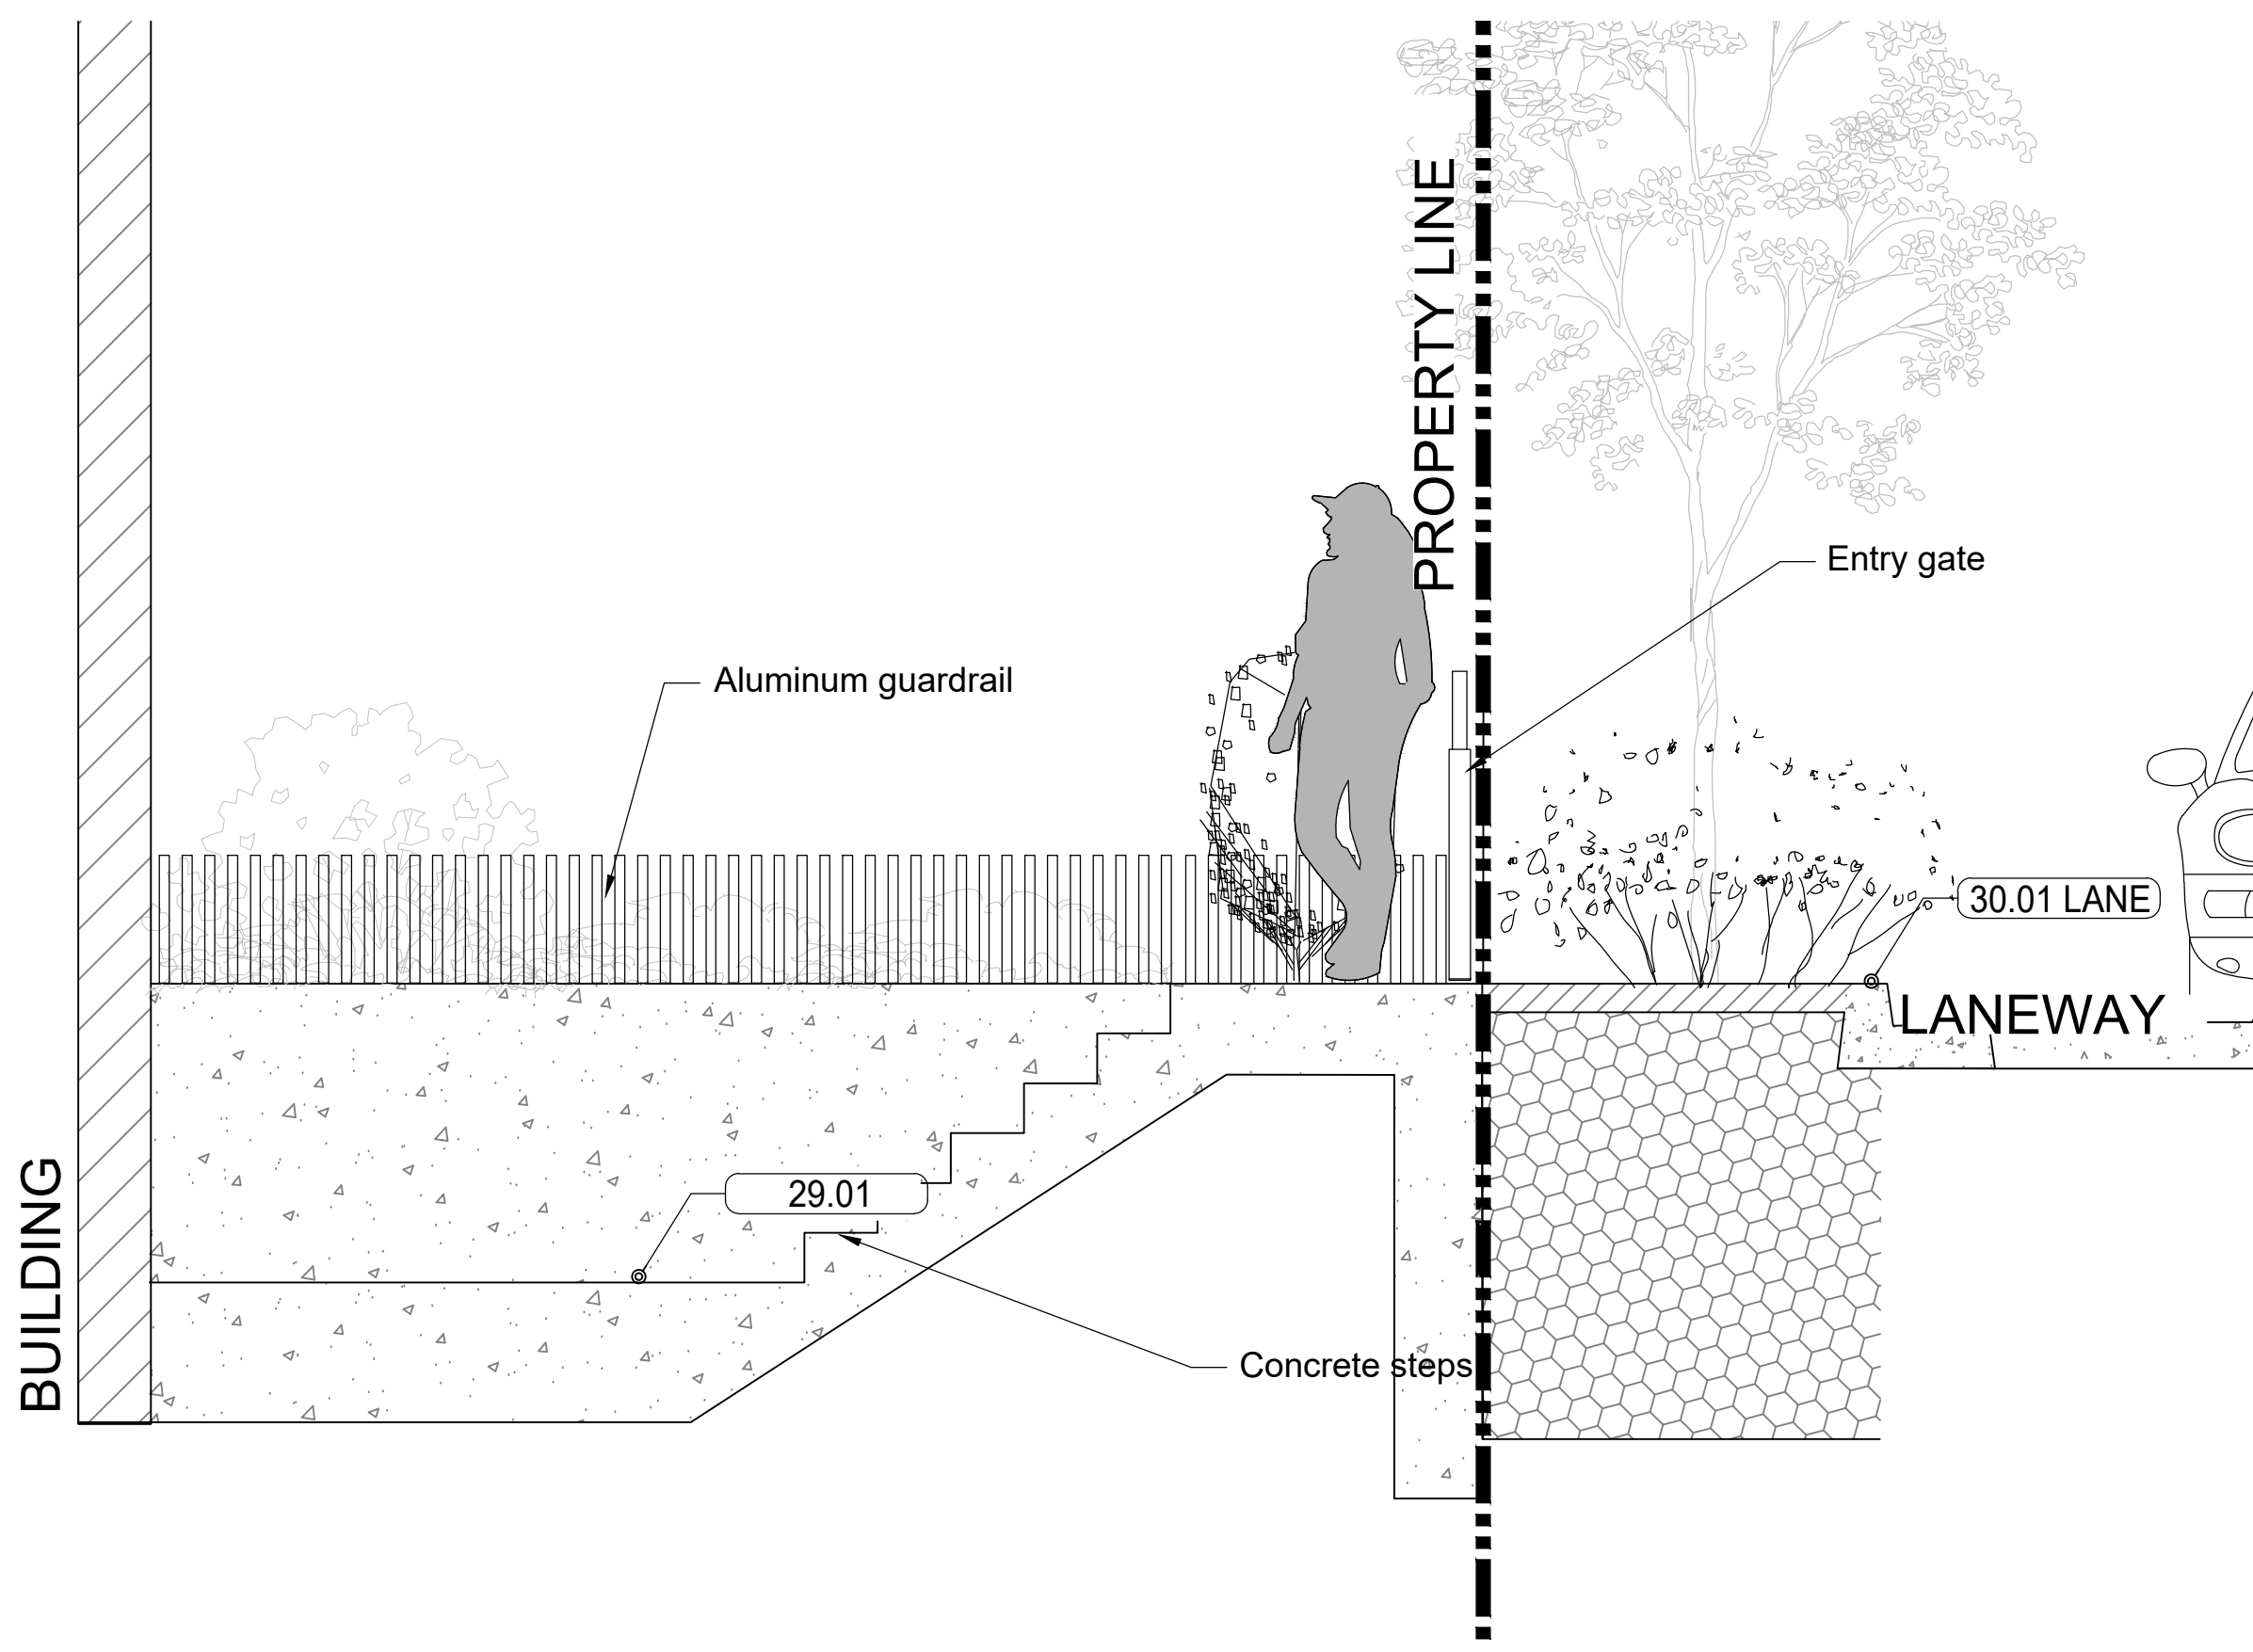 PROPERTY LINE
Entry gate
Aluminum guardrail
30.01 LANE
LANEWAY
BUILDING
29.01
Concrete steps